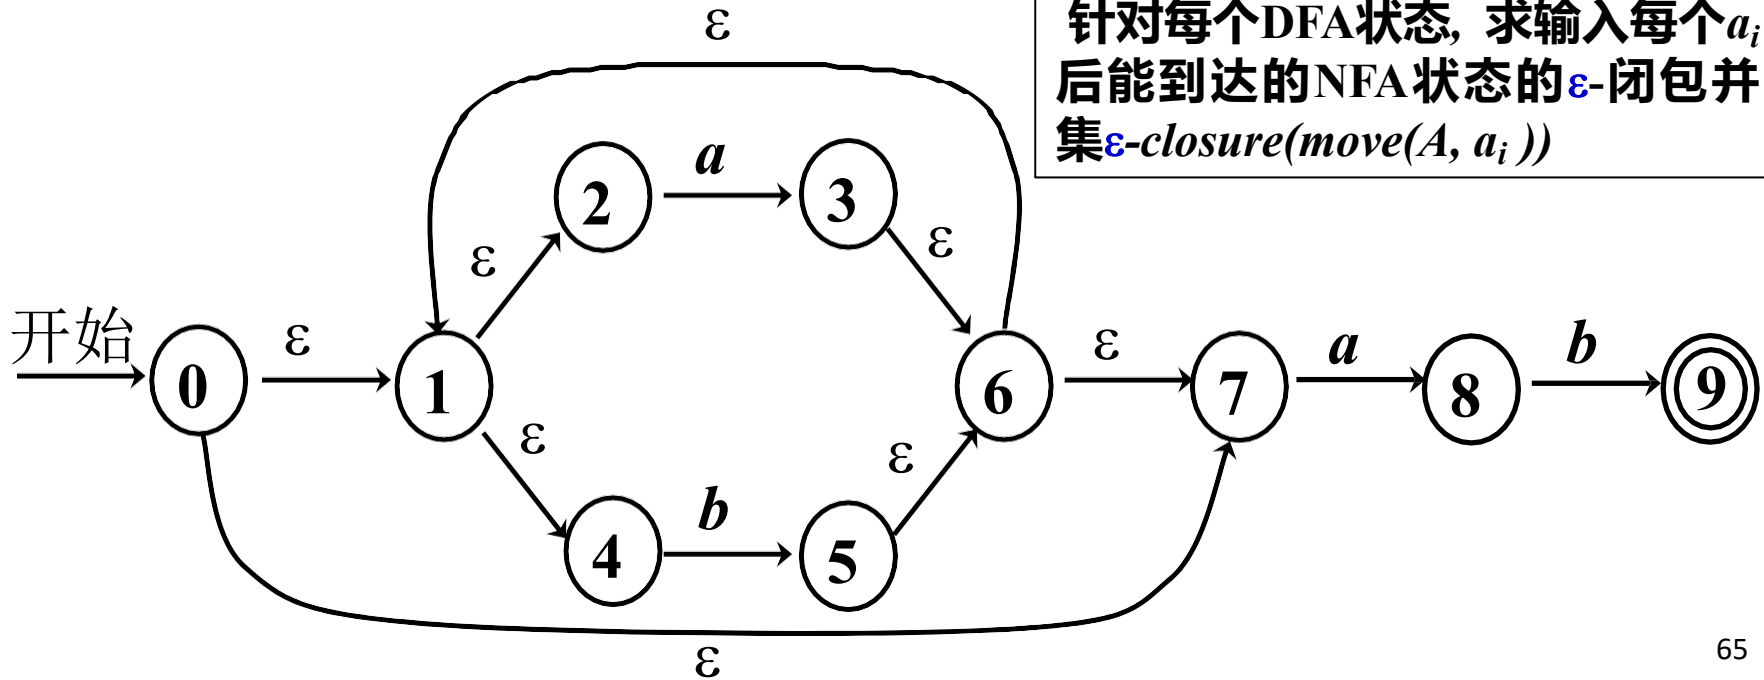 ε
针对每个DFA状态, 求输入每个aᵢ
后能到达的NFA状态的ε-闭包并
集ε-closure(move(A, aᵢ ))
a
2
3
ε
ε
开始
ε
ε
a
b
0
1
6
7
8
9
ε
ε
b
4
5
ε
65